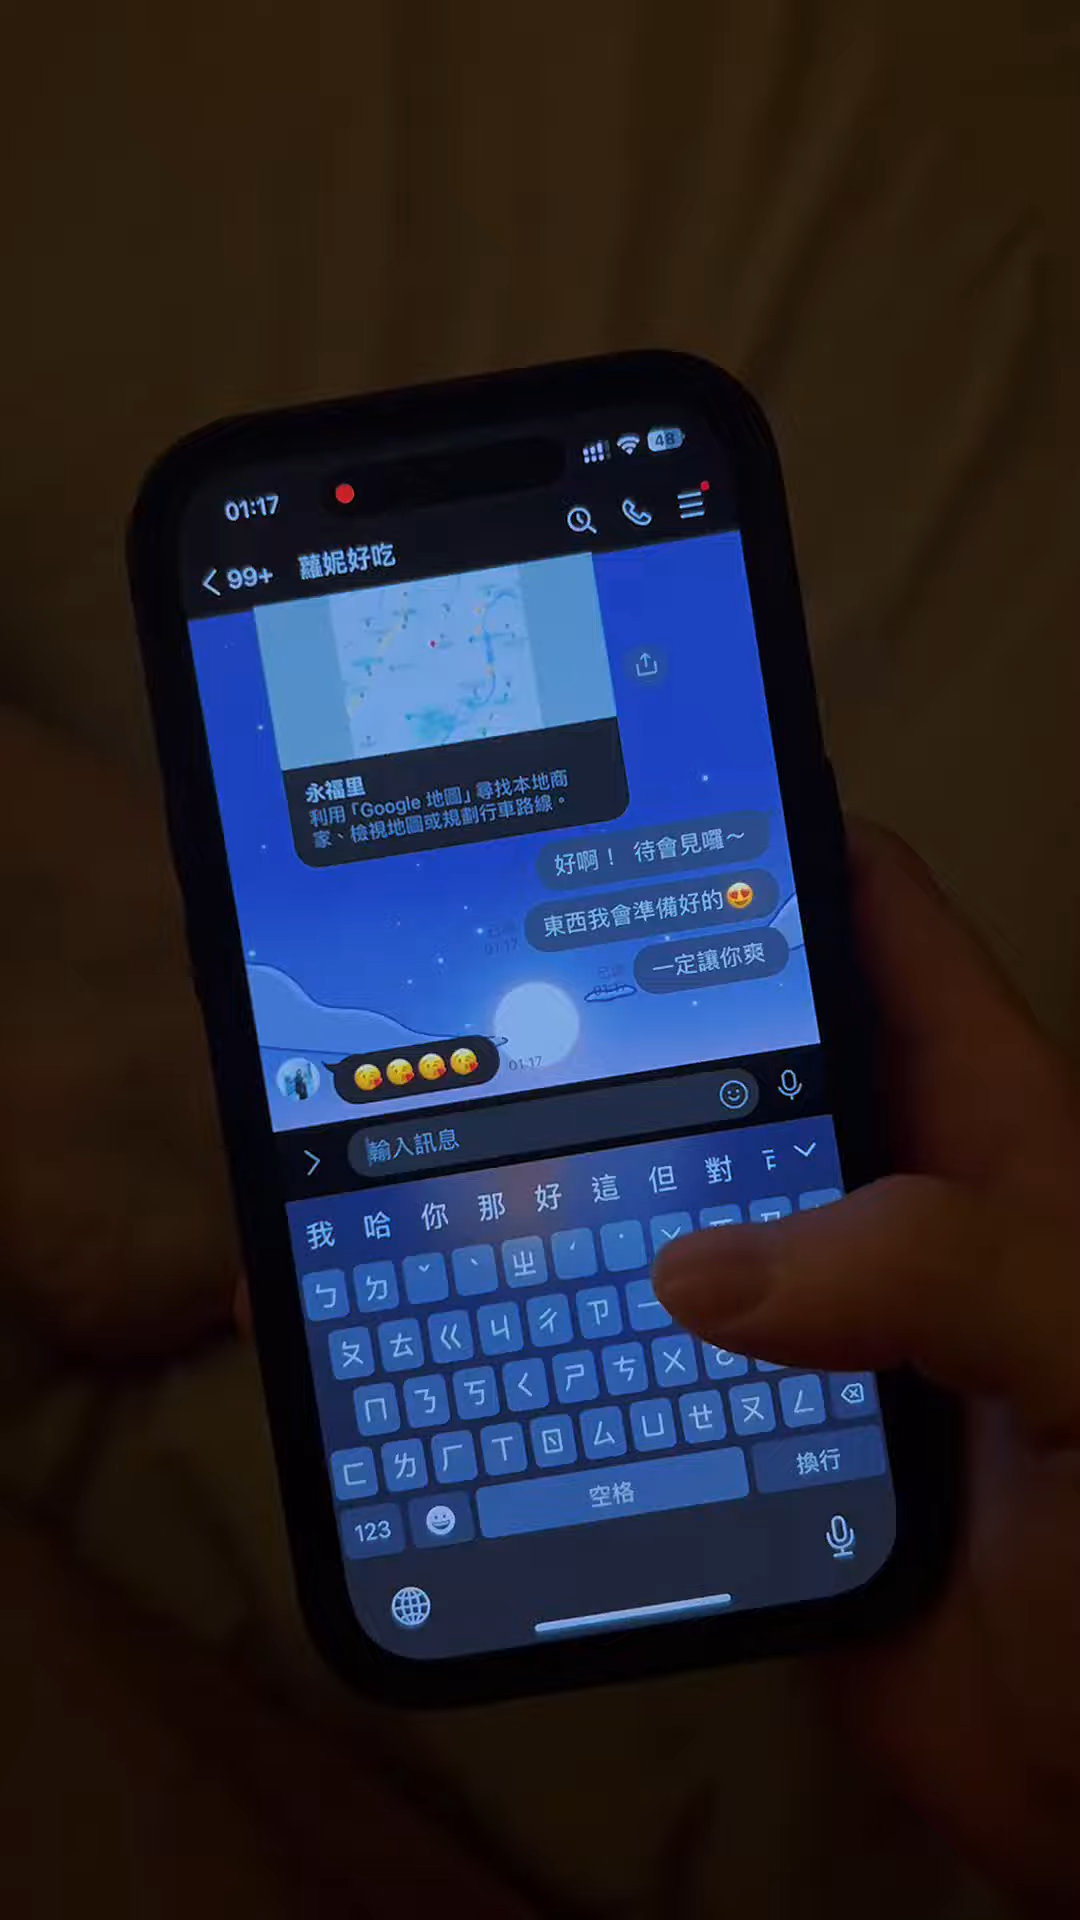 01:17
48
99+
蘿妮好吃
永福里
利用「Google 地圖」尋找本地商
家、檢視地圖或規劃行車路線。
好啊！ 待會見囉～
東西我會準備好的😍
01:17
一定讓你爽
01:17
😘😘😘😘
01:17
輸入訊息
我 哈 你 那 好 這 但 對
ㄅ ㄉ ˇ ˋ ㄓ ˊ ˙
ㄆ ㄊ ㄍ ㄐ ㄔ ㄗ 一
ㄇ ㄋ ㄎ ㄑ ㄕ ㄘ ㄨ ㄜ
ㄈ ㄌ ㄏ ㄒ ㄖ ㄙ ㄩ ㄝ ㄡ ㄥ
123
空格
換行